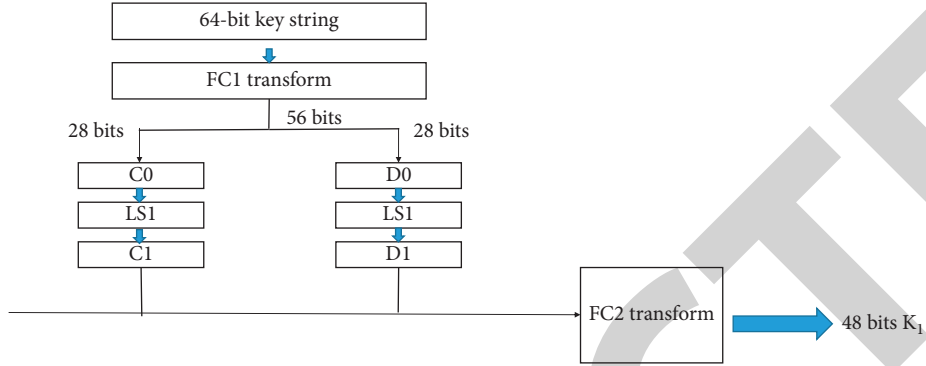 64-bit key string
FC1 transform
56 bits
28 bits
28 bits
C0
D0
LS1
LS1
C1
D1
FC2 transform
48 bits K₁